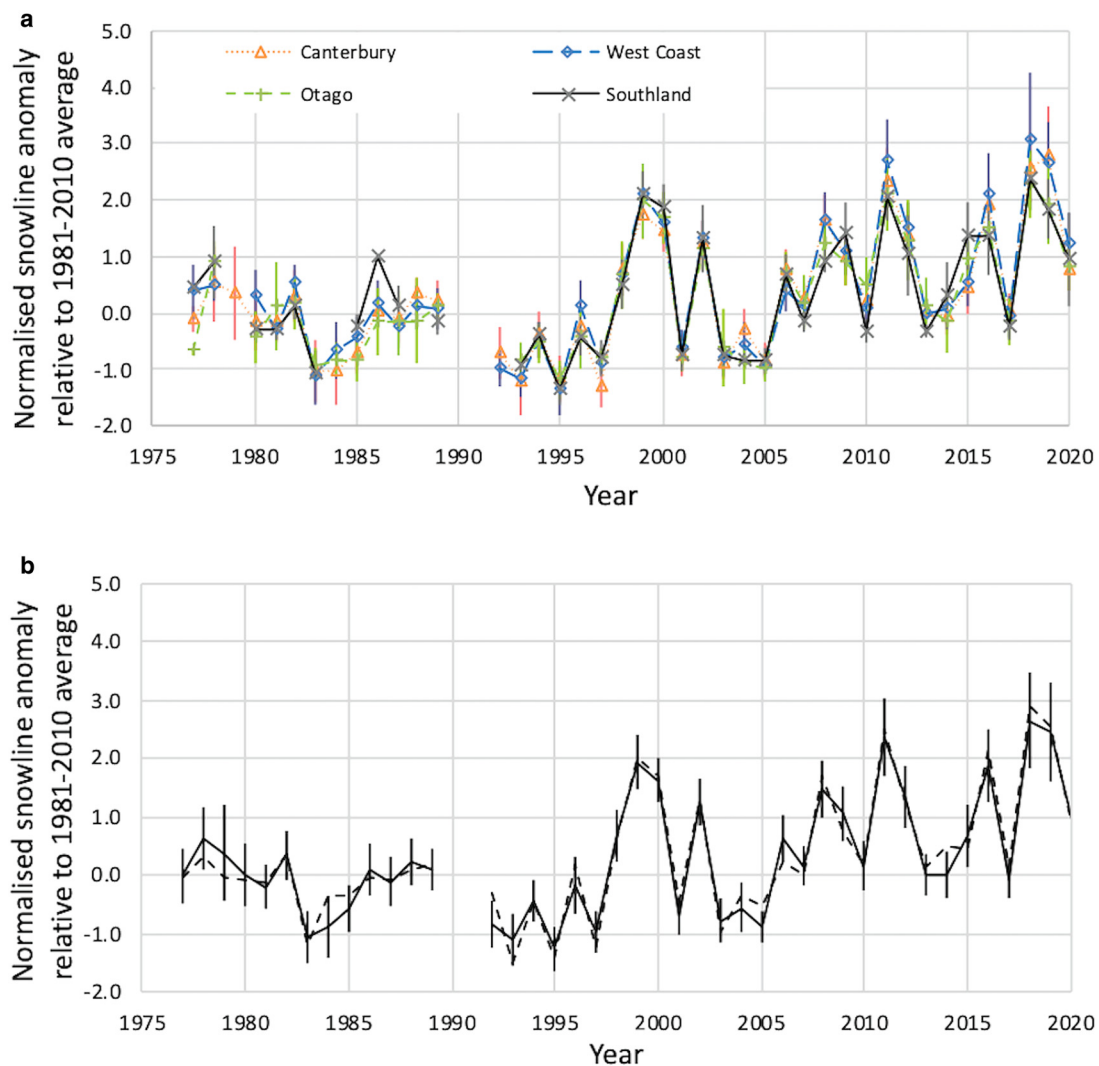 a
Normalised snowline anomaly
relative to 1981-2010 average
5.0
4.0
3.0
2.0
1.0
0.0
-1.0
-2.0
Canterbury
West Coast
Otago
Southland
1975 1980 1985 1990 1995 2000 2005 2010 2015 2020
Year
b
Normalised snowline anomaly
relative to 1981-2010 average
5.0
4.0
3.0
2.0
1.0
0.0
-1.0
-2.0
1975 1980 1985 1990 1995 2000 2005 2010 2015 2020
Year